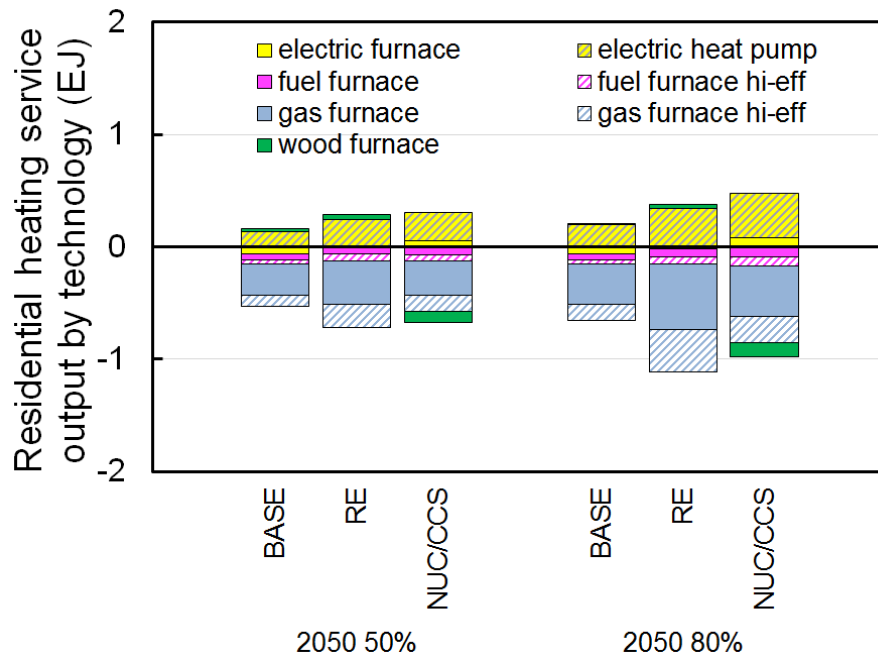 Residential heating service
output by technology (EJ)
2
1
0
-1
-2
electric furnace
electric heat pump
fuel furnace
fuel furnace hi-eff
gas furnace
gas furnace hi-eff
wood furnace
BASE
RE
NUC/CCS
BASE
RE
NUC/CCS
2050 50%
2050 80%